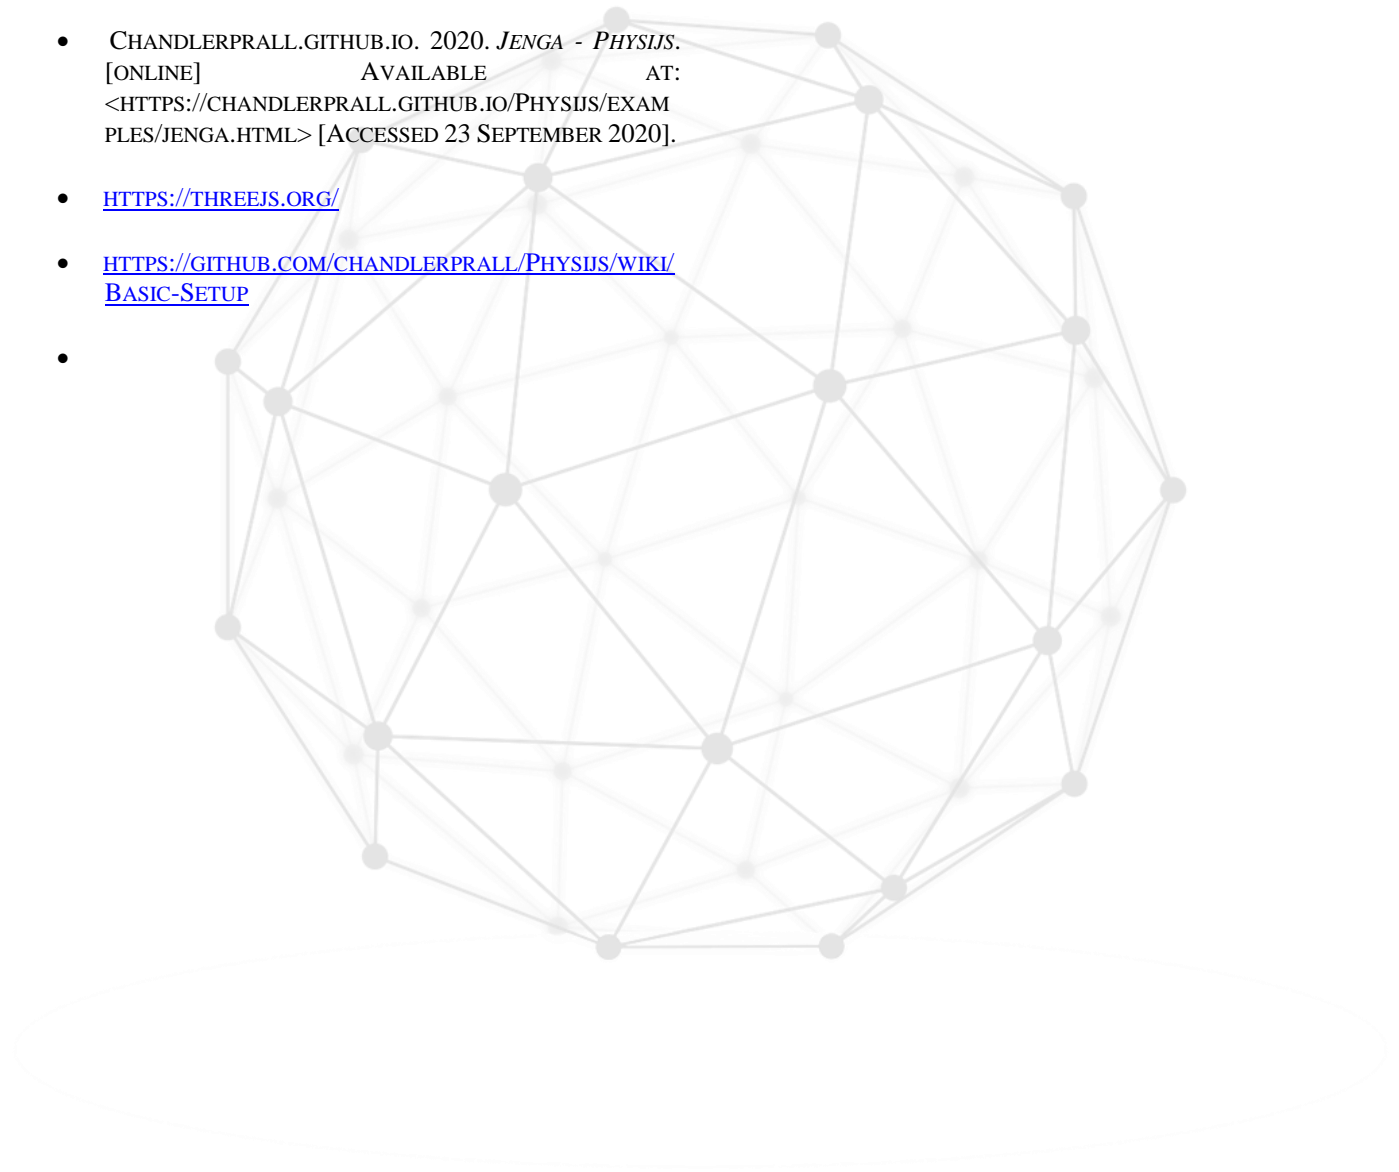 • Chandlerprall.github.io. 2020. Jenga - Physijs.
[online] Available at:
<https://chandlerprall.github.io/Physijs/exam
ples/jenga.html> [Accessed 23 September 2020].
• https://threejs.org/
• https://github.com/chandlerprall/Physijs/wiki/
Basic-Setup
•